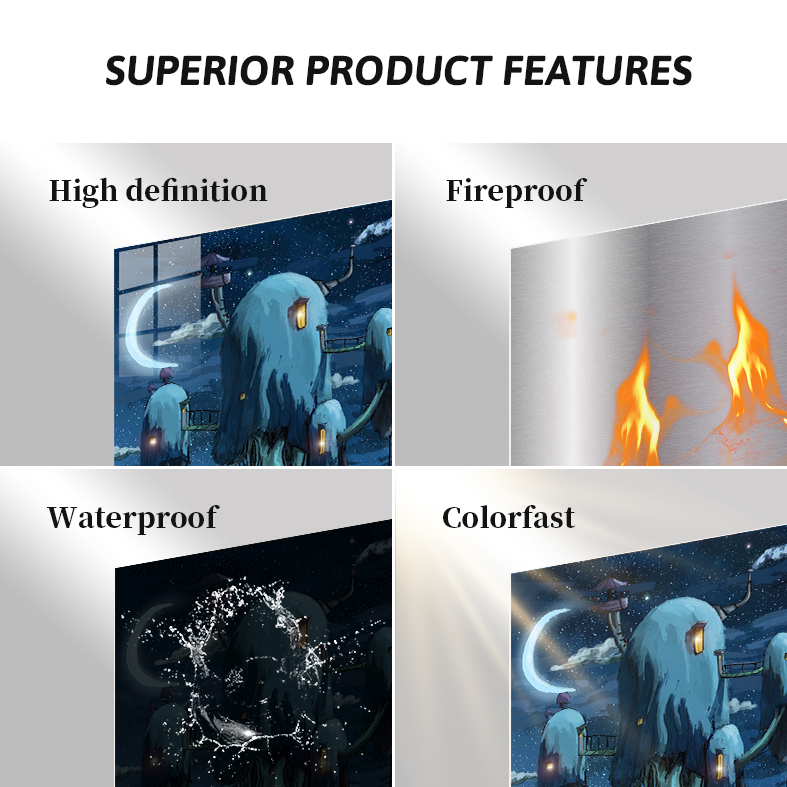 SUPERIOR PRODUCT FEATURES
High definition
Fireproof
Waterproof
Colorfast